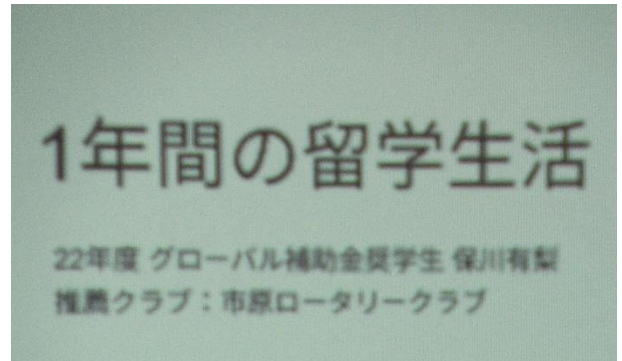 1年間の留学生活
22年度 グローバル補助金奨学生 保川有梨
推薦クラブ：市原ロータリークラブ